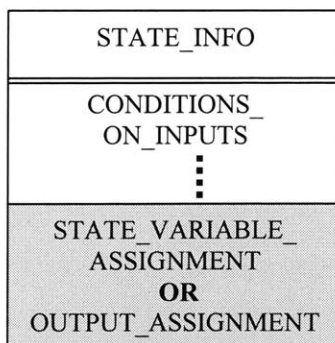 STATE_INFO
CONDITIONS_
ON_INPUTS
STATE_VARIABLE_
ASSIGNMENT
OR
OUTPUT_ASSIGNMENT